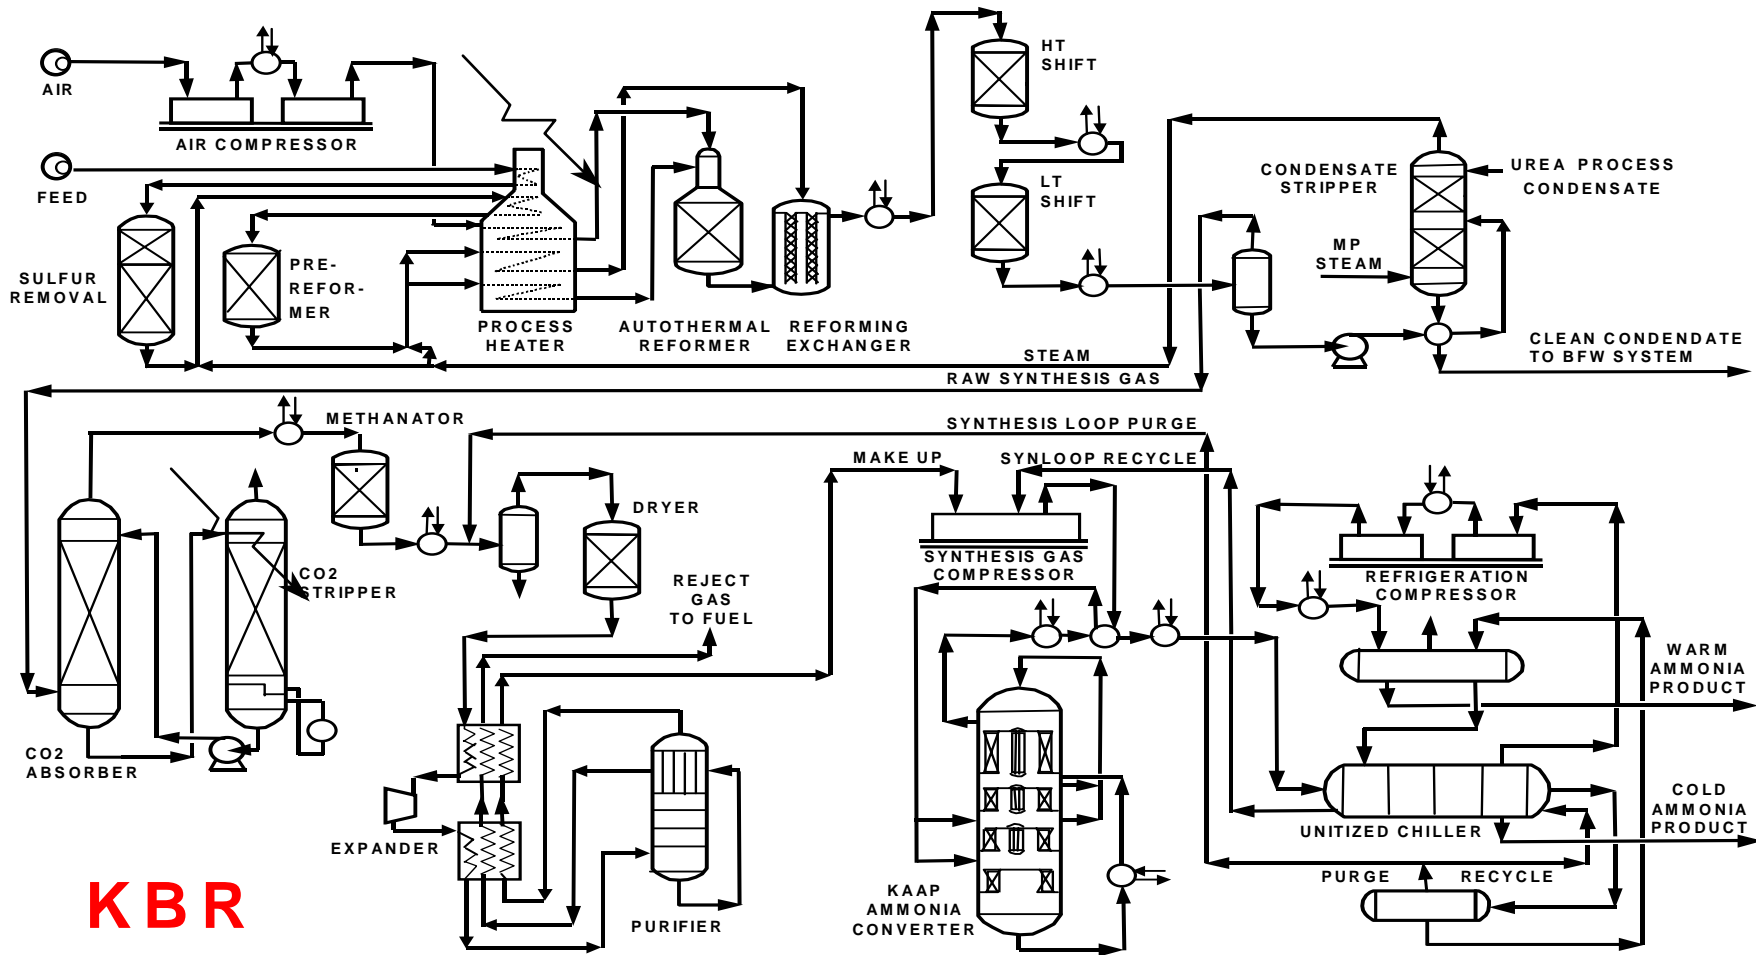 AIR
AIR COMPRESSOR
FEED
HT
SHIFT
LT
SHIFT
CONDENSATE
STRIPPER
UREA PROCESS
CONDENSATE
MP
STEAM
SULFUR
REMOVAL
PRE-
REFOR-
MER
PROCESS
HEATER
AUTOTHERMAL
REFORMER
REFORMING
EXCHANGER
CLEAN CONDENDATE
TO BFW SYSTEM
STEAM
RAW SYNTHESIS GAS
METHANATOR
SYNTHESIS LOOP PURGE
MAKE UP
SYNLOOP RECYCLE
DRYER
CO2
STRIPPER
REJECT
GAS
TO FUEL
SYNTHESIS GAS
COMPRESSOR
REFRIGERATION
COMPRESSOR
WARM
AMMONIA
PRODUCT
CO2
ABSORBER
EXPANDER
PURIFIER
KAAP
AMMONIA
CONVERTER
UNITIZED CHILLER
COLD
AMMONIA
PRODUCT
PURGE RECYCLE
KBR